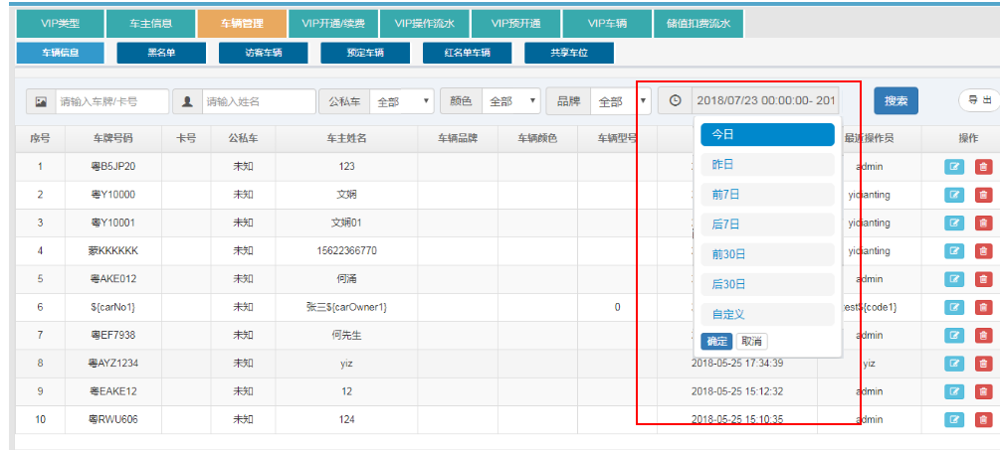 VIP类型 车主信息 车辆管理 VIP开通/续费 VIP操作流水 VIP预开通 VIP车辆 储值扣费流水
车辆信息 黑名单 访客车辆 预定车辆 红名单车辆 共享车位
请输入车牌/卡号 请输入姓名 公私车 全部 颜色 全部 品牌 全部 2018/07/23 00:00:00- 201 搜索 导出
序号 车牌号码 卡号 公私车 车主姓名 车辆品牌 车辆颜色 车辆型号 最近操作员 操作
今日
1 粤B5JP20 未知 123 admin
昨日
2 粤Y10000 未知 文娴 yidianting
前7日
3 粤Y10001 未知 文娴01 yidianting
后7日
4 蒙KKKKKK 未知 15622366770 yidianting
前30日
5 粤AKE012 未知 何涌 admin
后30日
6 ${carNo1} 未知 张三${carOwner1} 0 test${code1}
自定义
7 粤EF7938 未知 何先生 admin
确定 取消
8 粤AYZ1234 未知 yiz 2018-05-25 17:34:39 yiz
9 粤EAKE12 未知 12 2018-05-25 15:12:32 admin
10 粤RWU606 未知 124 2018-05-25 15:10:35 admin